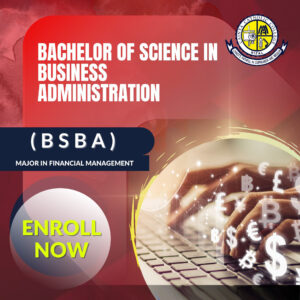 BACHELOR OF SCIENCE IN
BUSINESS
ADMINISTRATION
(BSBA)
MAJOR IN FINANCIAL MANAGEMENT
ENROLL
NOW